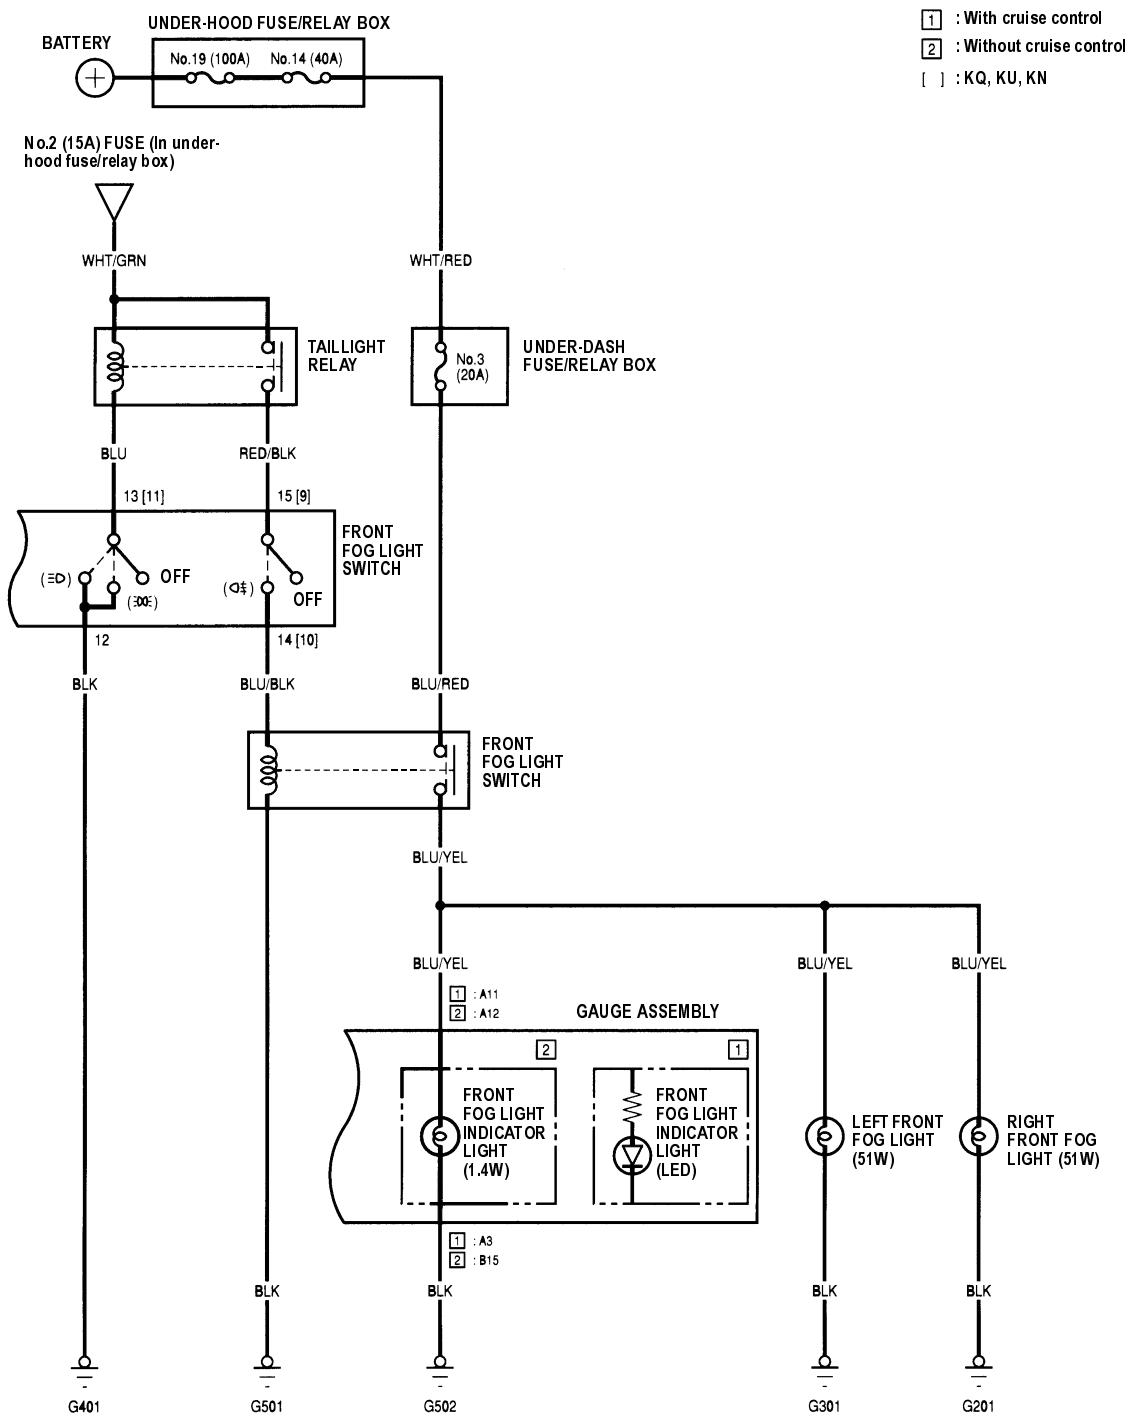 UNDER-HOOD FUSE/RELAY BOX
1 : With cruise control
2 : Without cruise control
[ ] : KQ, KU, KN
BATTERY
No.19 (100A)
No.14 (40A)
No.2 (15A) FUSE (In under-
hood fuse/relay box)
WHT/GRN
WHT/RED
TAILLIGHT
RELAY
No.3
(20A)
UNDER-DASH
FUSE/RELAY BOX
BLU
RED/BLK
13 [11]
15 [9]
FRONT
FOG LIGHT
SWITCH
OFF
OFF
12
14 [10]
BLK
BLU/BLK
BLU/RED
FRONT
FOG LIGHT
SWITCH
BLU/YEL
BLU/YEL
BLU/YEL
BLU/YEL
1 : A11
2 : A12
GAUGE ASSEMBLY
2
1
FRONT
FOG LIGHT
INDICATOR
LIGHT
(1.4W)
FRONT
FOG LIGHT
INDICATOR
LIGHT
(LED)
LEFT FRONT
FOG LIGHT
(51W)
RIGHT
FRONT FOG
LIGHT (51W)
1 : A3
2 : B15
BLK
BLK
BLK
BLK
G401
G501
G502
G301
G201